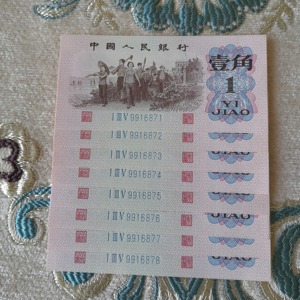 中国人民银行
壹角
1
YI
JIAO
I III V 9916871
I III V 9916872
I III V 9916873
I III V 9916874
I III V 9916875
I III V 9916876
I III V 9916877
I III V 9916878
JIAO